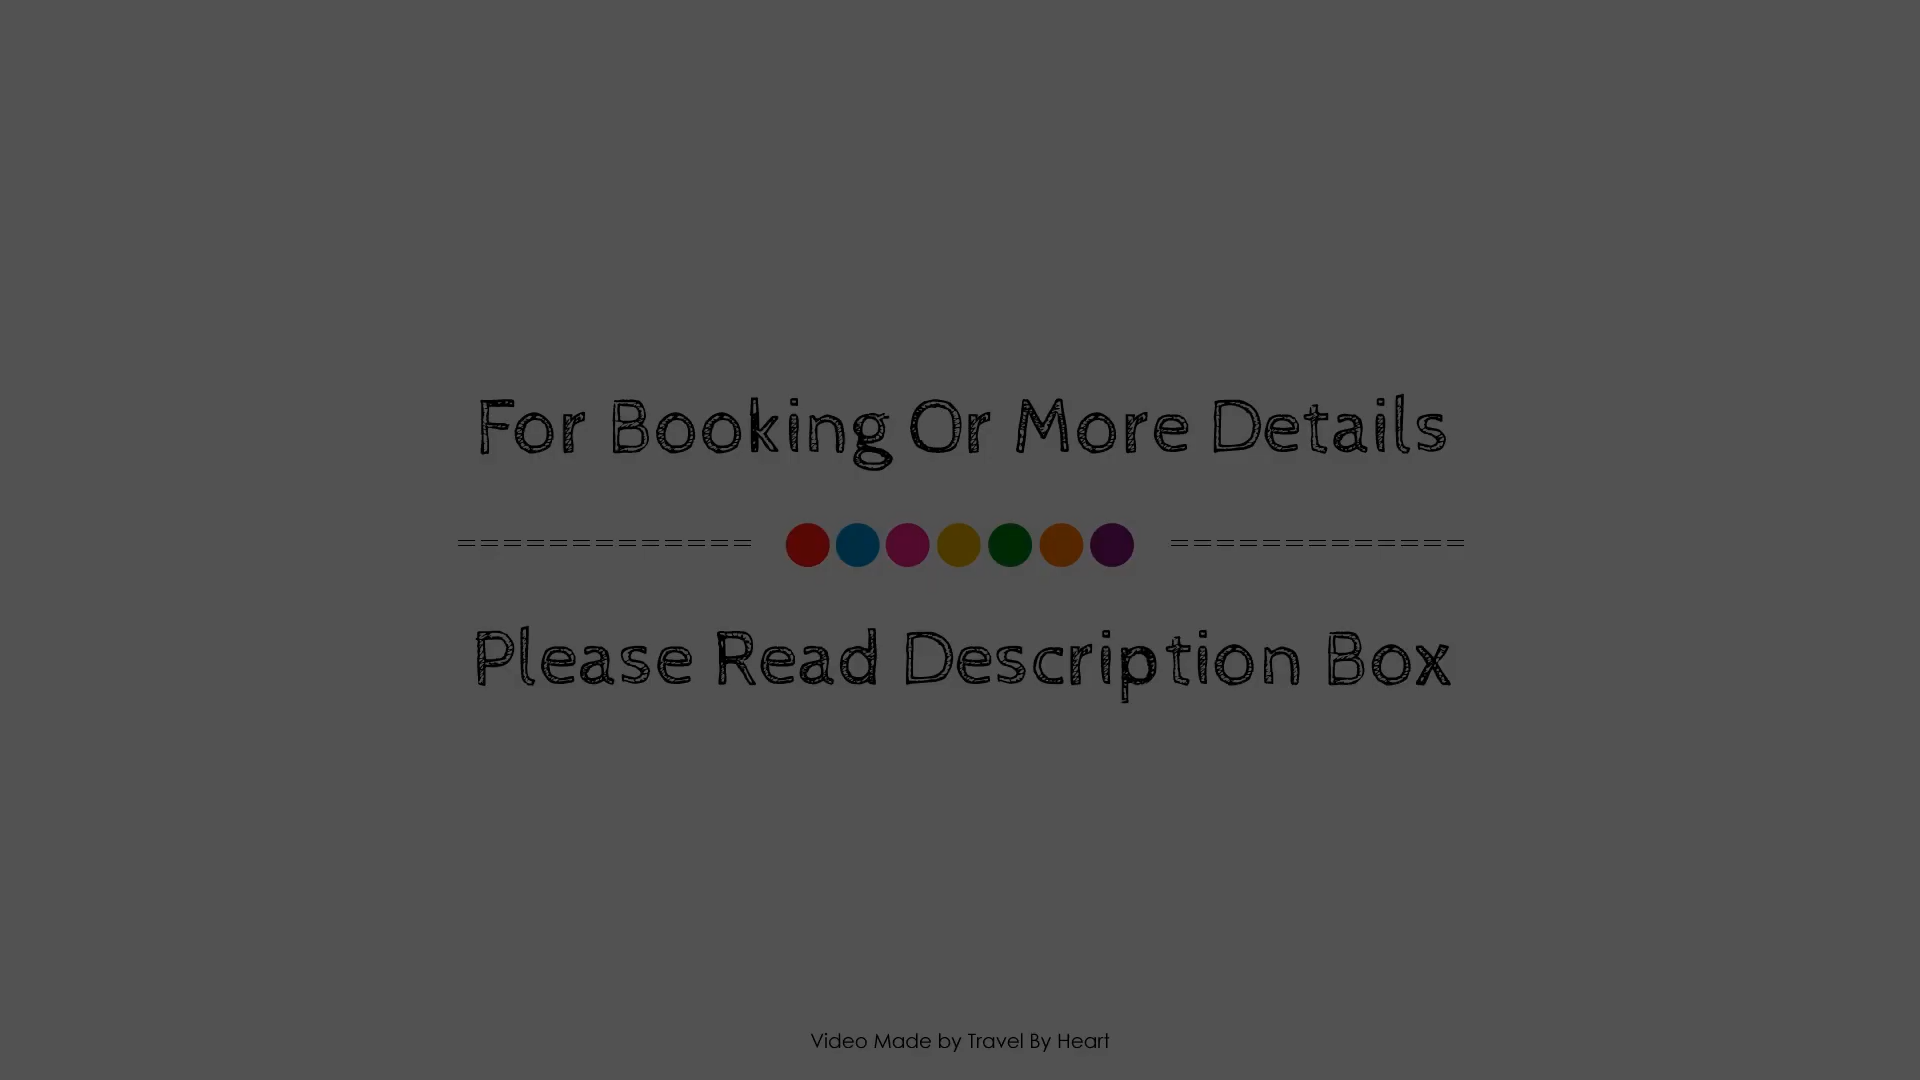 For Booking Or More Details
============= =============
Please Read Description Box
Video Made by Travel By Heart